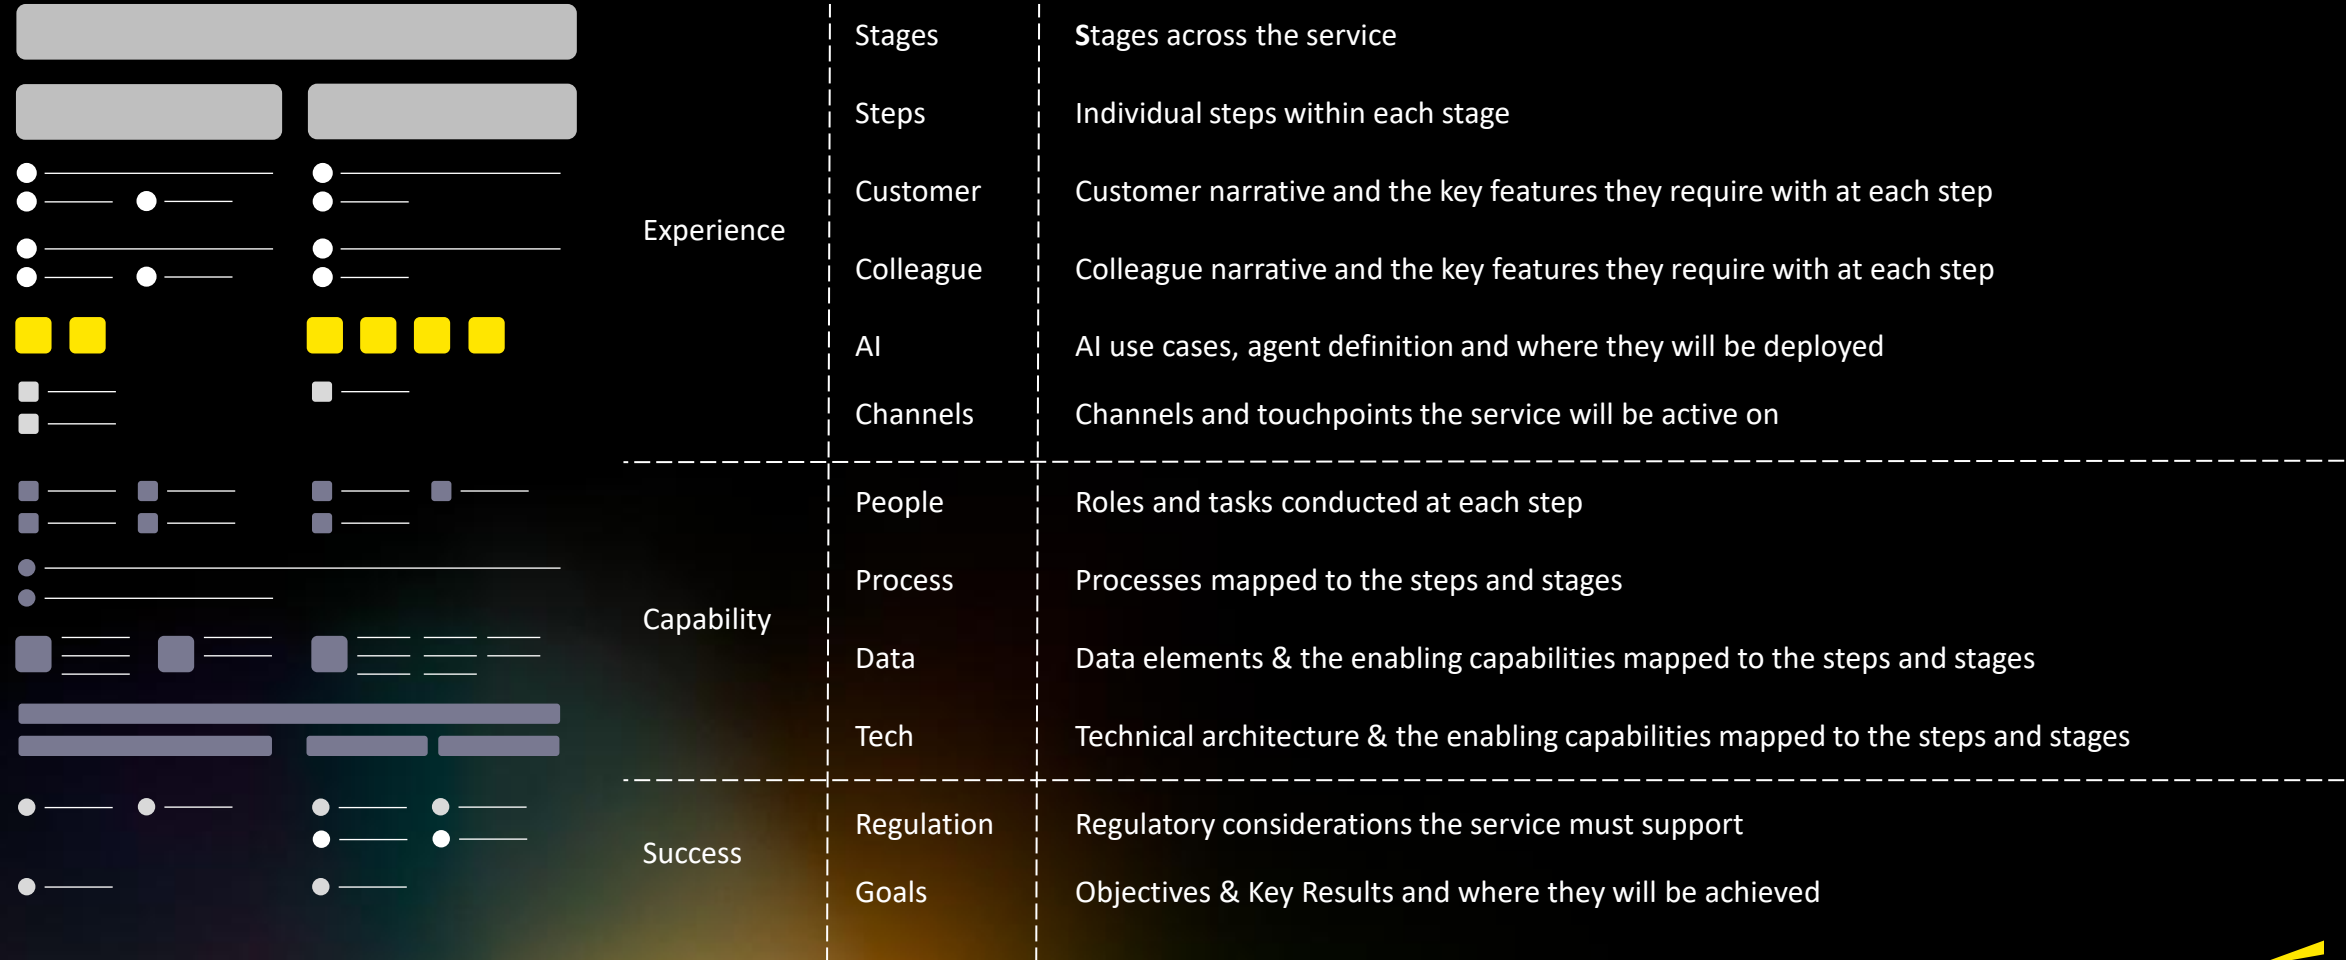 Stages
Stages across the service
Steps
Individual steps within each stage
Customer
Customer narrative and the key features they require with at each step
Experience
Colleague
Colleague narrative and the key features they require with at each step
AI
AI use cases, agent definition and where they will be deployed
Channels
Channels and touchpoints the service will be active on
People
Roles and tasks conducted at each step
Process
Processes mapped to the steps and stages
Capability
Data
Data elements & the enabling capabilities mapped to the steps and stages
Tech
Technical architecture & the enabling capabilities mapped to the steps and stages
Regulation
Regulatory considerations the service must support
Success
Goals
Objectives & Key Results and where they will be achieved